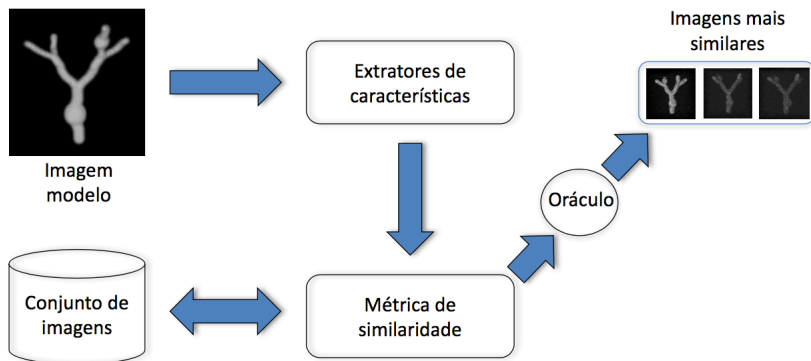 Imagem
modelo
Extratores de
características
Imagens mais
similares
Oráculo
Conjunto de
imagens
Métrica de
similaridade